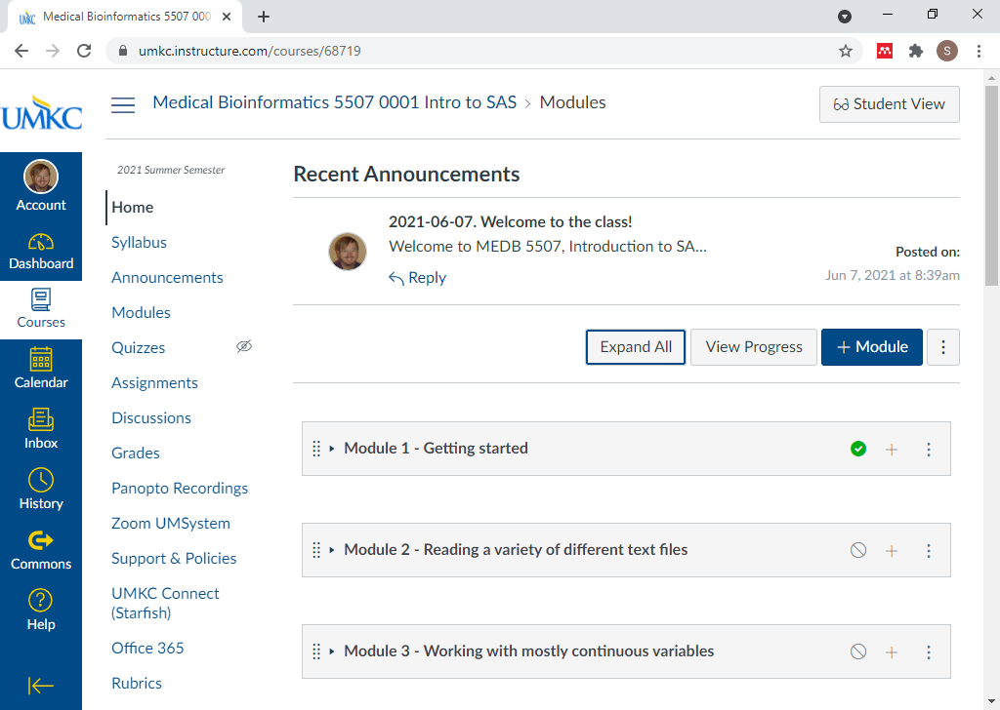 UMKC Medical Bioinformatics 5507 000
umkc.instructure.com/courses/68719
S
UMKC
Medical Bioinformatics 5507 0001 Intro to SAS > Modules
Student View
Account
Dashboard
Courses
Calendar
Inbox
History
Commons
Help
2021 Summer Semester
Home
Syllabus
Announcements
Modules
Quizzes
Assignments
Discussions
Grades
Panopto Recordings
Zoom UMSystem
Support & Policies
UMKC Connect
(Starfish)
Office 365
Rubrics
Recent Announcements
2021-06-07. Welcome to the class!
Welcome to MEDB 5507, Introduction to SA...
Reply
Posted on:
Jun 7, 2021 at 8:39am
Expand All
View Progress
+ Module
Module 1 - Getting started
Module 2 - Reading a variety of different text files
Module 3 - Working with mostly continuous variables